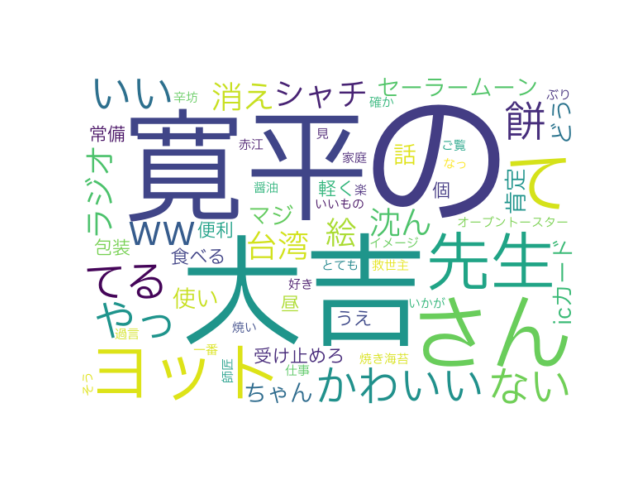 いい
辛坊
消え
シャチ
セーラームーン
確か
ぶり
どう
常備
寛平の
赤江
見
家庭
餅
話
ご覧
なっ
て
ラジオ
醤油
軽く
楽
いいもの
個
肯定
ww
便利
マジ
沈ん
オーブントースター
包装
食べる
台湾
絵
イメージ
icカード
てる
大吉
とても
救世主
先生
使い
昼
好き
さん
やっ
うえ
いかが
過言
焼い
一番
ヨット
受け止めろ
焼き海苔
そう
師匠
仕事
ちゃん
かわいい
ない